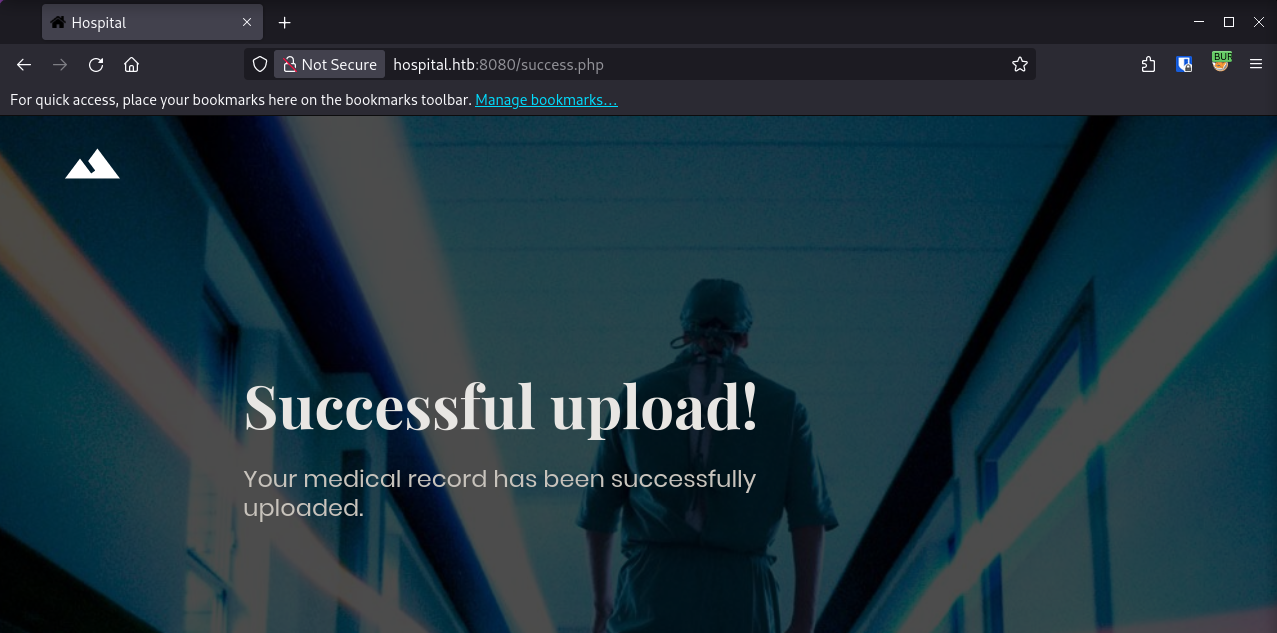 Hospital
Not Secure hospital.htb:8080/success.php
BUR
For quick access, place your bookmarks here on the bookmarks toolbar. Manage bookmarks…
Successful upload!
Your medical record has been successfully
uploaded.